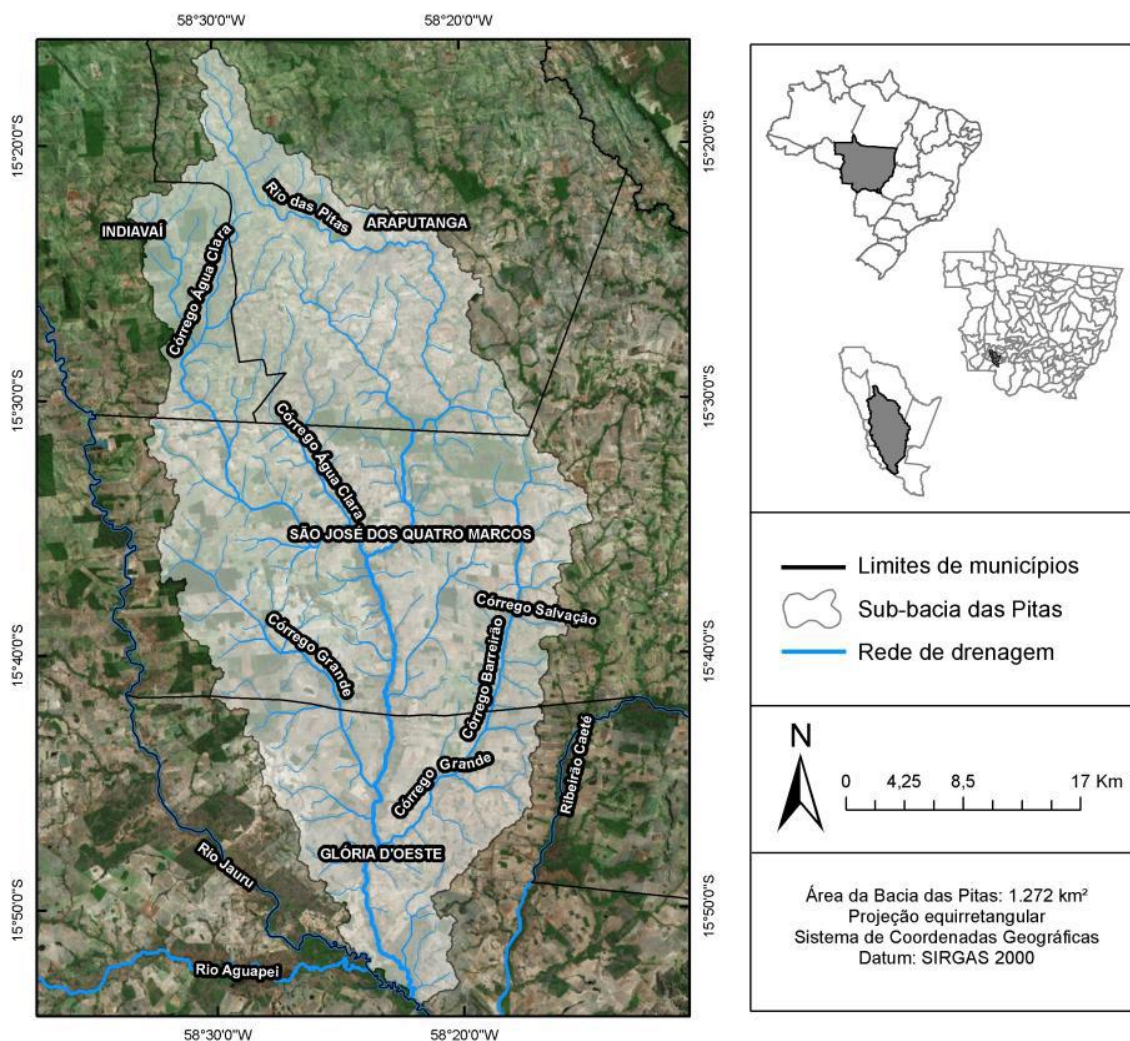 58°30'0"W
58°20'0"W
15°20'0"S
15°20'0"S
Rio das Pitas
ARAPUTANGA
INDIAVAÍ
Córrego Água Clara
15°30'0"S
15°30'0"S
Córrego Água Clara
SÃO JOSÉ DOS QUATRO MARCOS
Córrego Salvação
Córrego Grande
Córrego Barreirão
15°40'0"S
15°40'0"S
Ribeirão Caeté
Córrego Grande
GLÓRIA D'OESTE
Rio Jauru
15°50'0"S
15°50'0"S
Rio Aguapei
58°30'0"W
58°20'0"W
Limites de municípios
Sub-bacia das Pitas
Rede de drenagem
N
0 4,25 8,5 17 Km
Área da Bacia das Pitas: 1.272 km²
Projeção equirretangular
Sistema de Coordenadas Geográficas
Datum: SIRGAS 2000